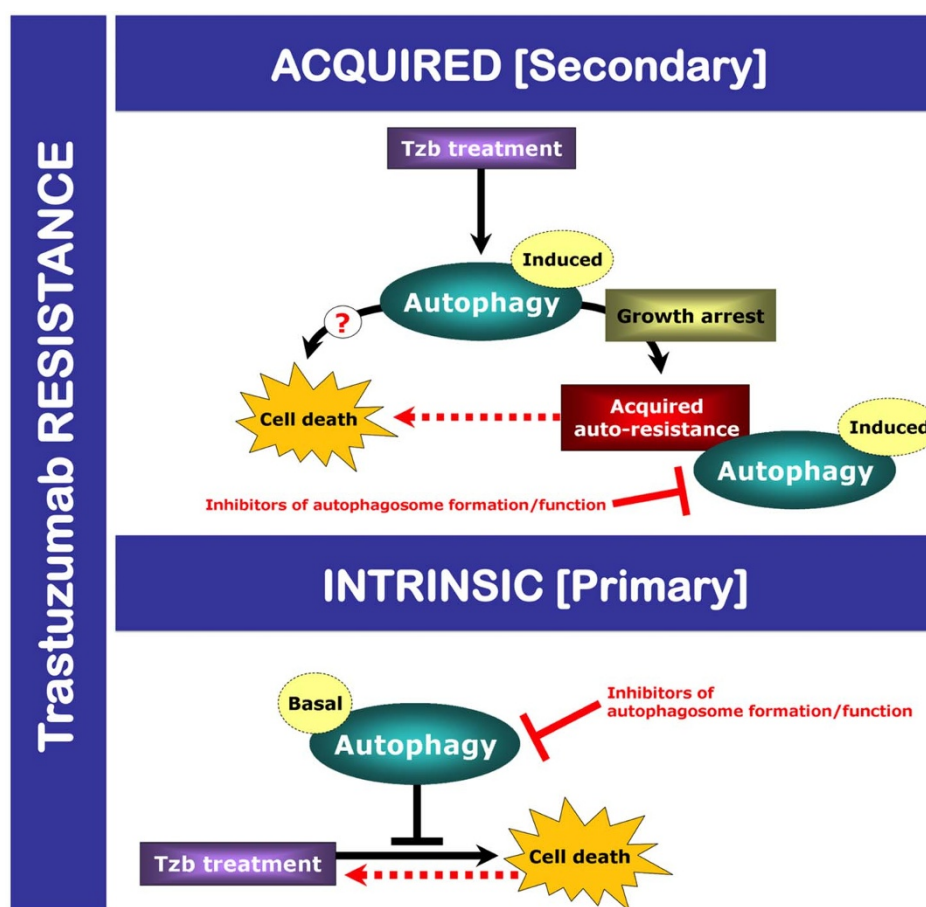 Trastuzumab RESISTANCE
ACQUIRED [Secondary]
Tzb treatment
Induced
Autophagy
Growth arrest
?
Cell death
Acquired
auto-resistance
Induced
Autophagy
Inhibitors of autophagosome formation/function
INTRINSIC [Primary]
Basal
Autophagy
Inhibitors of
autophagosome formation/function
Tzb treatment
Cell death